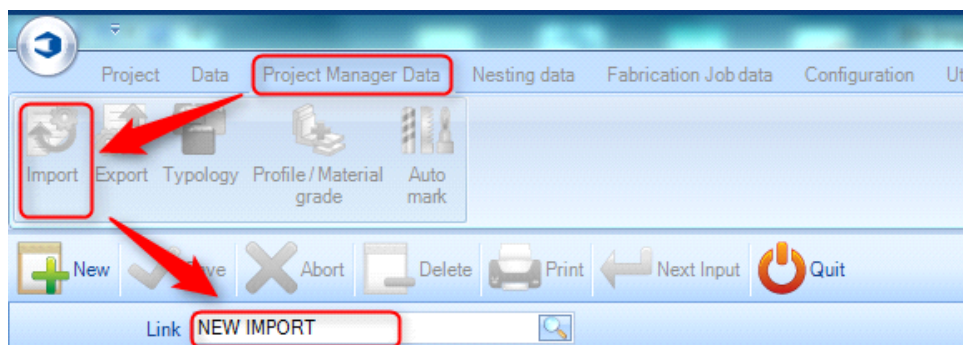 Project Data Project Manager Data Nesting data Fabrication Job data Configuration
Import Export Typology Profile / Material grade Auto mark
New Save Abort Delete Print Next Input Quit
Link NEW IMPORT